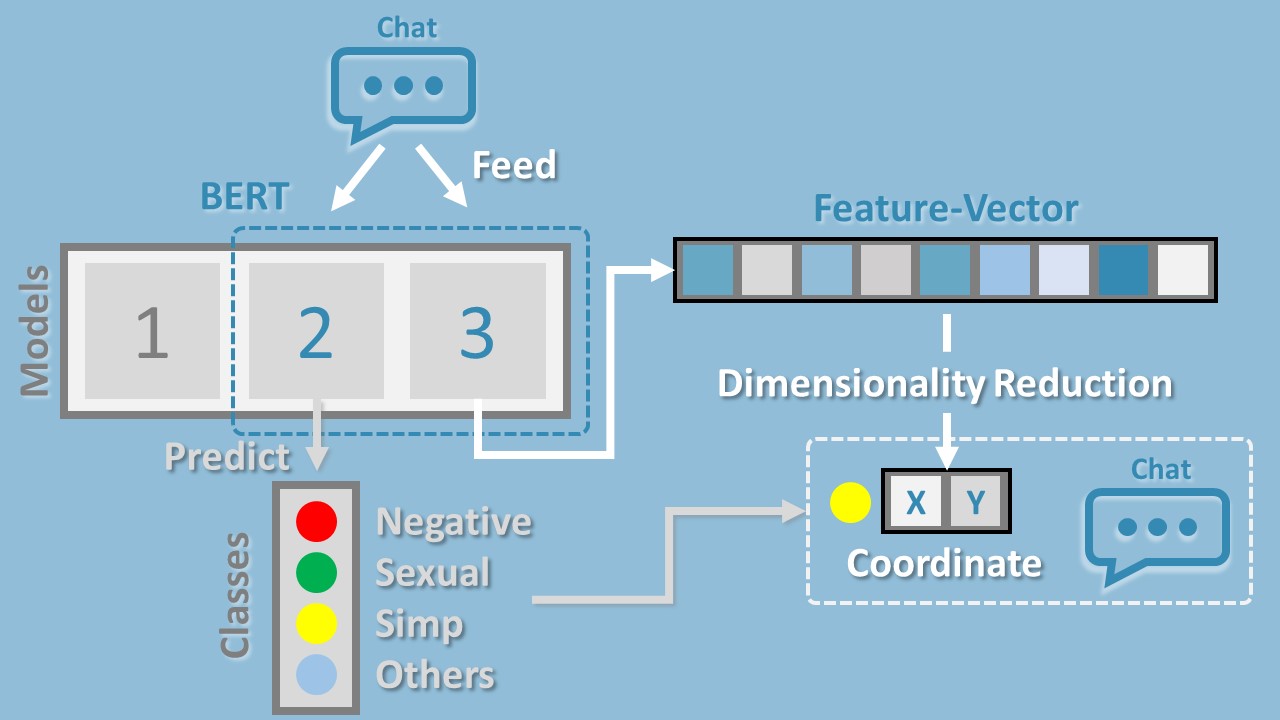 Chat
Feed
BERT
Models
1
2
3
Feature-Vector
Dimensionality Reduction
Predict
Classes
Negative
Sexual
Simp
Others
X Y
Coordinate
Chat